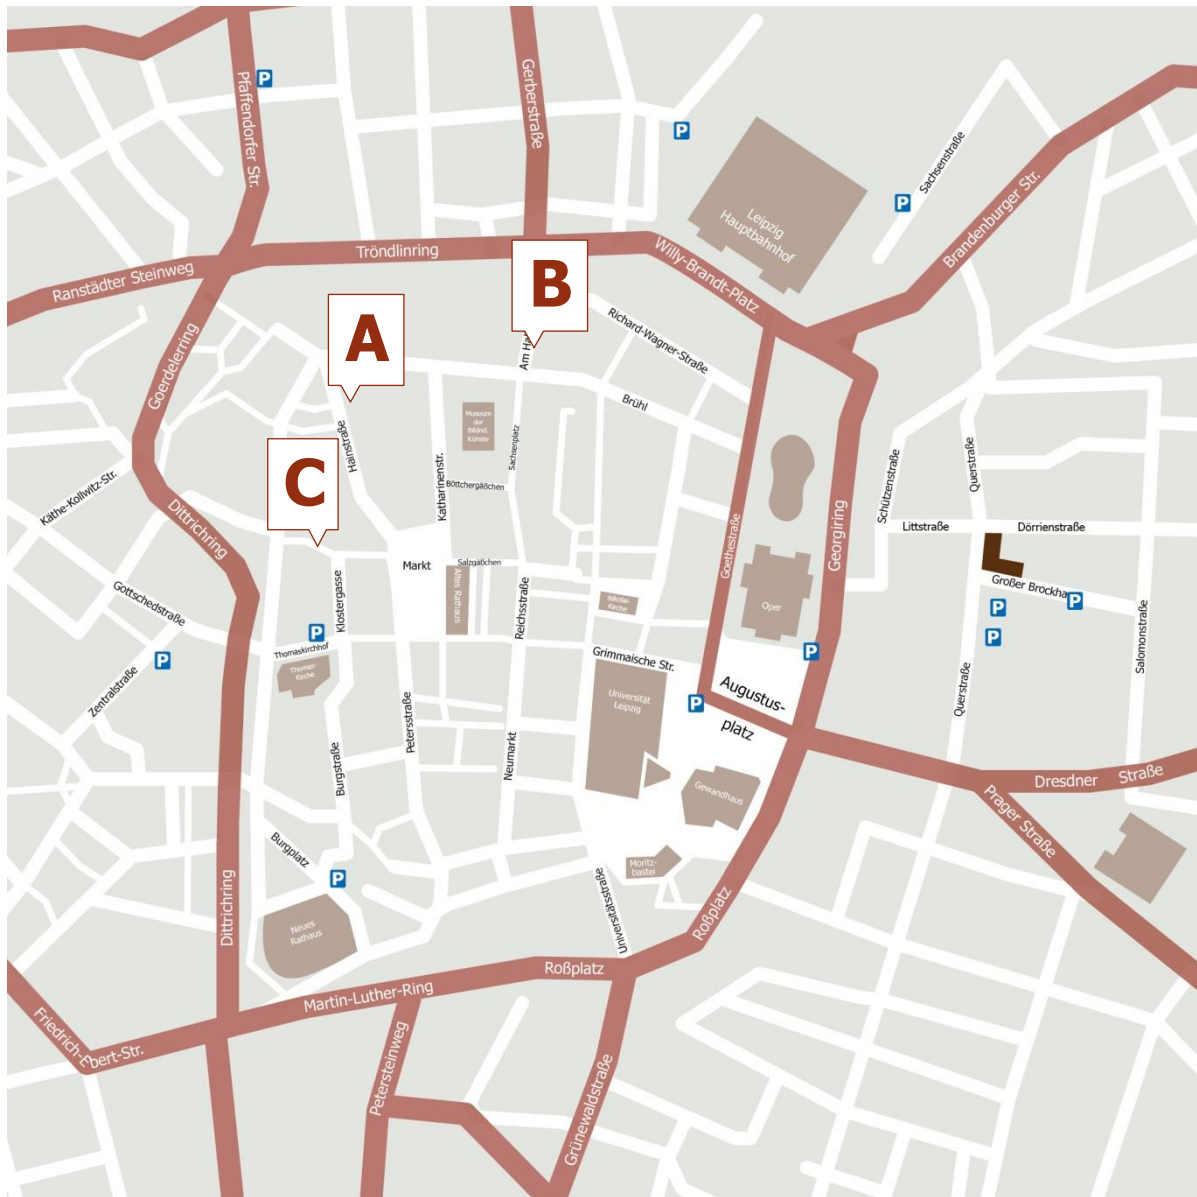 Pfaffendorfer Str.
P
Gerberstraße
P
Sachsenstraße
P
Leipzig
Hauptbahnhof
Brandenburger Str.
Tröndlinring
Willy-Brandt-Platz
Ranstädter Steinweg
B
A
Richard-Wagner-Straße
Goerdelerring
Brühl
Museum
der
Bildnd.
Künste
Sachsenplatz
Hainstraße
C
Katharinenstr.
Böttchergäßchen
Käthe-Kollwitz-Str.
Dittrichring
Schützenstraße
Querstraße
Littstraße
Dörrienstraße
Georgiring
Goethestraße
Markt
Salzgäßchen
Altes Rathaus
Reichsstraße
Klostergasse
Gottschedstraße
Nikolai-
Kirche
Oper
Großer Brockha
P
P
P
P
Thomaskirchhof
Thomas-
Kirche
P
Zentralstraße
Grimmaische Str.
P
Salomonstraße
Universität
Leipzig
P
Augustus-
platz
Querstraße
Petersstraße
Neumarkt
Burgstraße
Gewandhaus
Dresdner Straße
Prager Straße
Burgplatz
P
Moritz-
bastei
Universitätsstraße
Neues
Rathaus
Dittrichring
Roßplatz
Roßplatz
Martin-Luther-Ring
Friedrich-Ebert-Str.
Petersteinweg
Grünewaldstraße